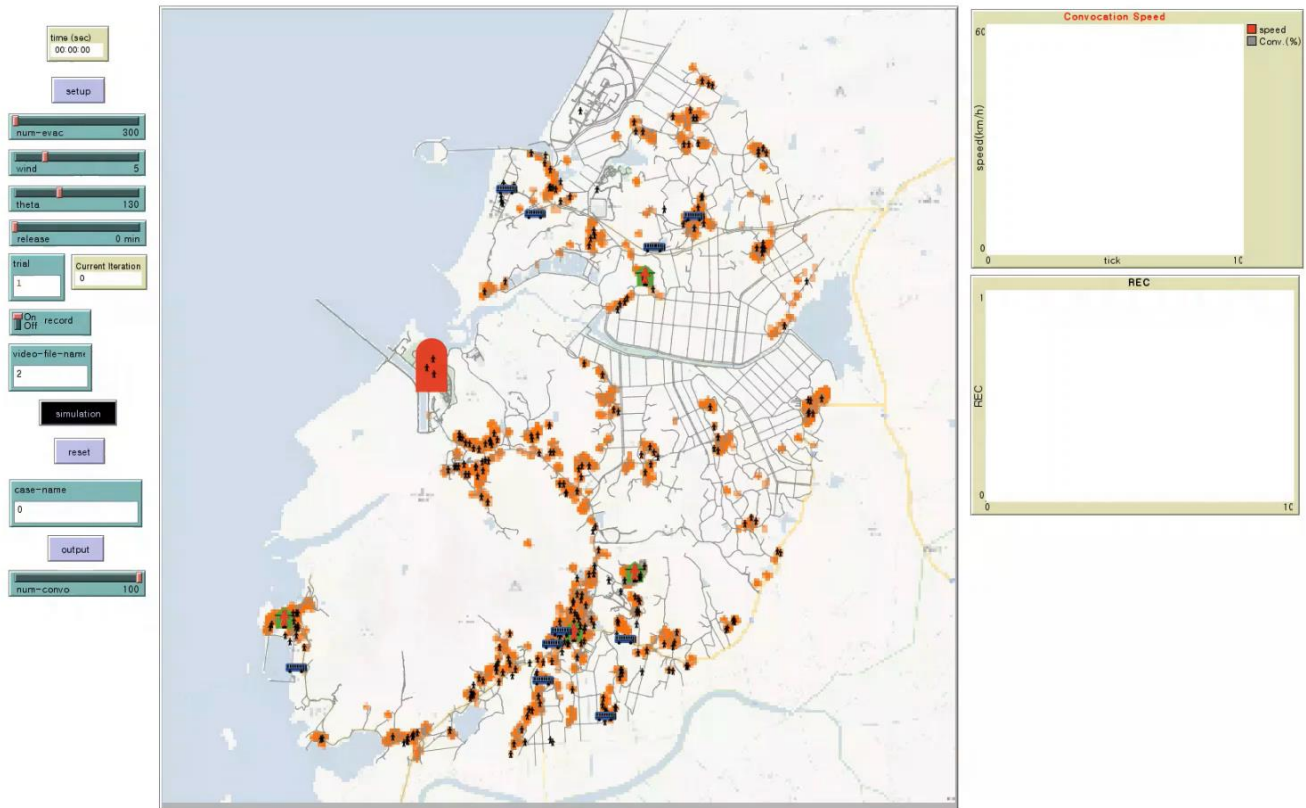 time (sec)
00:00:00
setup
num-evac 300
wind 5
theta 130
release 0 min
trial
1
Current Iteration
0
On
Off
record
video-file-name
2
simulation
reset
case-name
0
output
num-convo 100
Convocation Speed
speed
Conv.(%)
60
speed(km/h)
0
0
tick
10
REC
1
REC
0
0
10